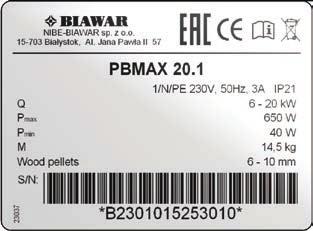 BIAWAR
NIBE-BIAWAR sp. z o.o.
15-703 Białystok, Al. Jana Pawła II 57
EAC CE
PBMAX 20.1
1/N/PE 230V, 50Hz, 3A IP21
Q 6 - 20 kW
Pmax 650 W
Pmin 40 W
M 14,5 kg
Wood pellets 6 - 10 mm
S/N:
*B2301015253010*
23037